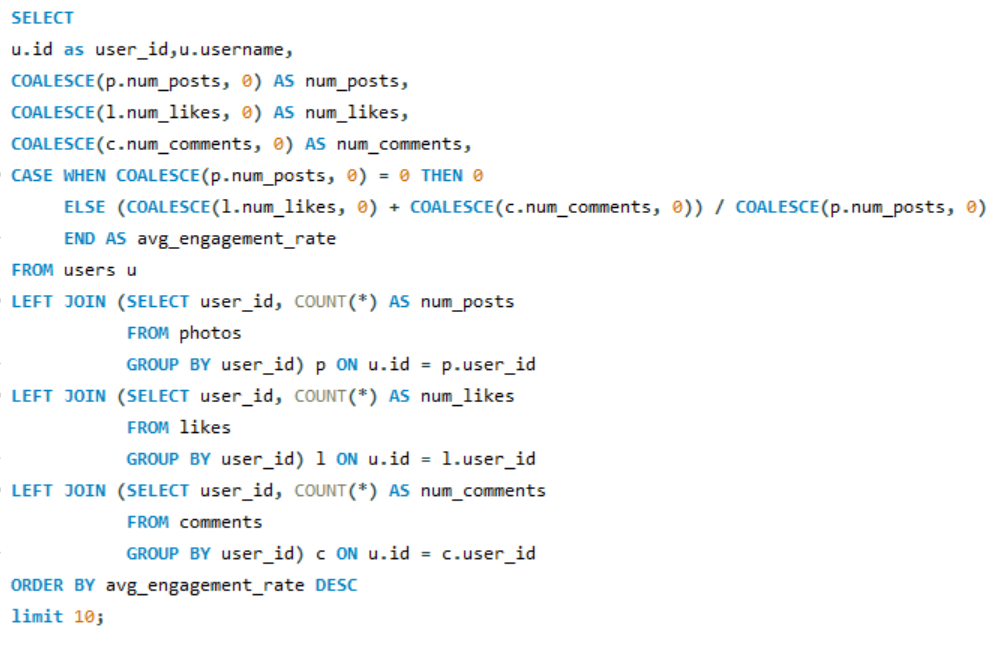 SELECT
u.id as user_id,u.username,
COALESCE(p.num_posts, 0) AS num_posts,
COALESCE(l.num_likes, 0) AS num_likes,
COALESCE(c.num_comments, 0) AS num_comments,
CASE WHEN COALESCE(p.num_posts, 0) = 0 THEN 0
ELSE (COALESCE(l.num_likes, 0) + COALESCE(c.num_comments, 0)) / COALESCE(p.num_posts, 0)
END AS avg_engagement_rate
FROM users u
LEFT JOIN (SELECT user_id, COUNT(*) AS num_posts
FROM photos
GROUP BY user_id) p ON u.id = p.user_id
LEFT JOIN (SELECT user_id, COUNT(*) AS num_likes
FROM likes
GROUP BY user_id) l ON u.id = l.user_id
LEFT JOIN (SELECT user_id, COUNT(*) AS num_comments
FROM comments
GROUP BY user_id) c ON u.id = c.user_id
ORDER BY avg_engagement_rate DESC
limit 10;